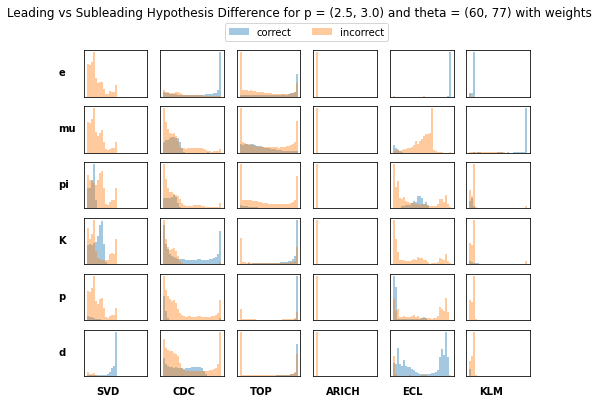 Leading vs Subleading Hypothesis Difference for p = (2.5, 3.0) and theta = (60, 77) with weights
correct incorrect
e
mu
pi
K
p
d
SVD CDC TOP ARICH ECL KLM